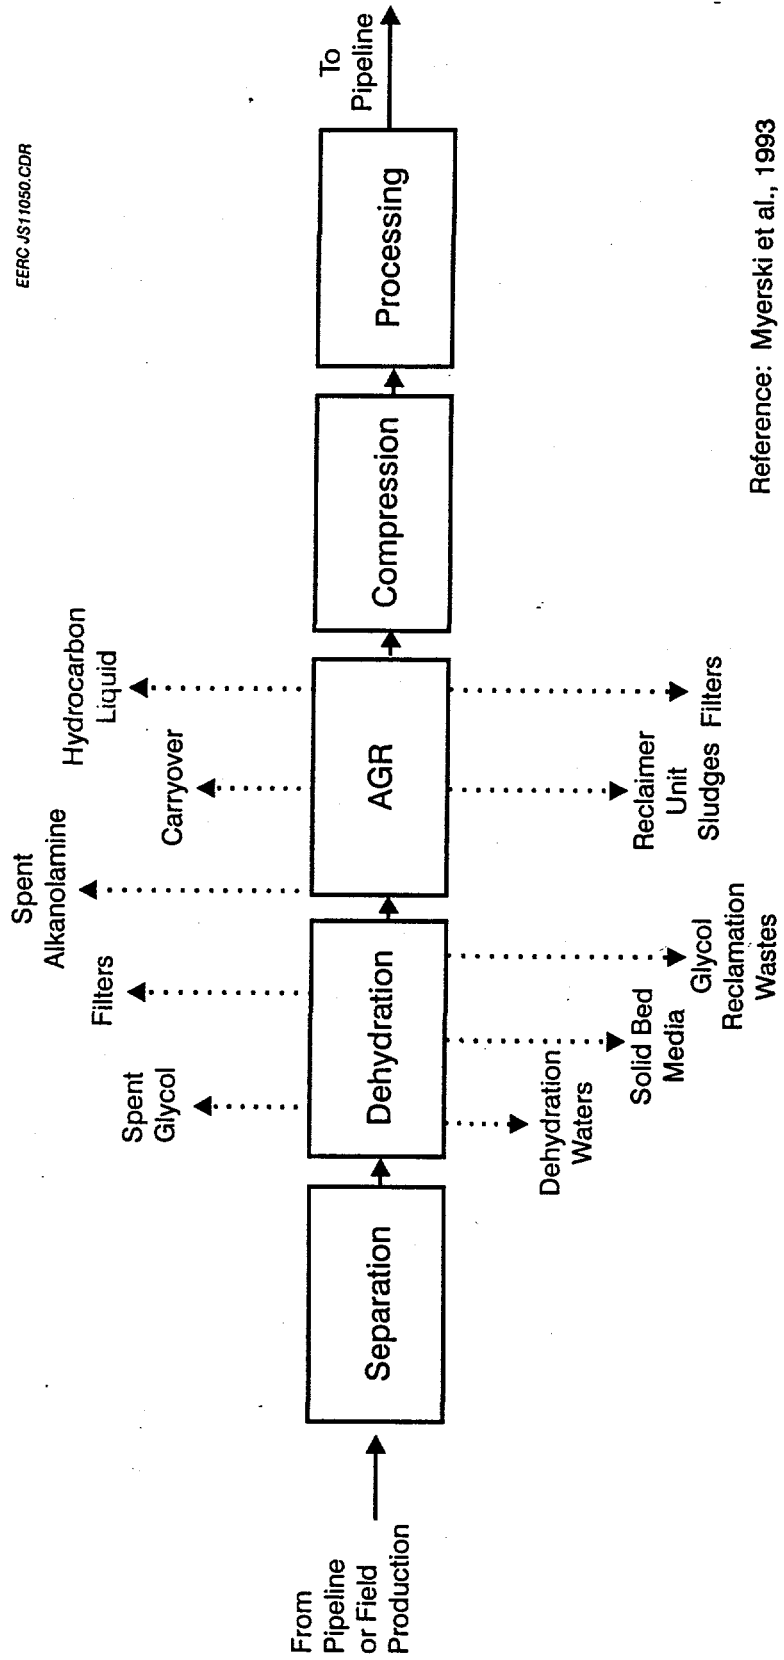 EERC JS11050.CDR
Spent
Alkanolamine
Hydrocarbon
Liquid
Filters
Carryover
Spent
Glycol
From
Pipeline
or Field
Production
Separation
Dehydration
AGR
Compression
Processing
To
Pipeline
Dehydration
Waters
Solid Bed
Media
Glycol
Reclamation
Wastes
Reclaimer
Unit
Sludges
Filters
Reference: Myerski et al., 1993